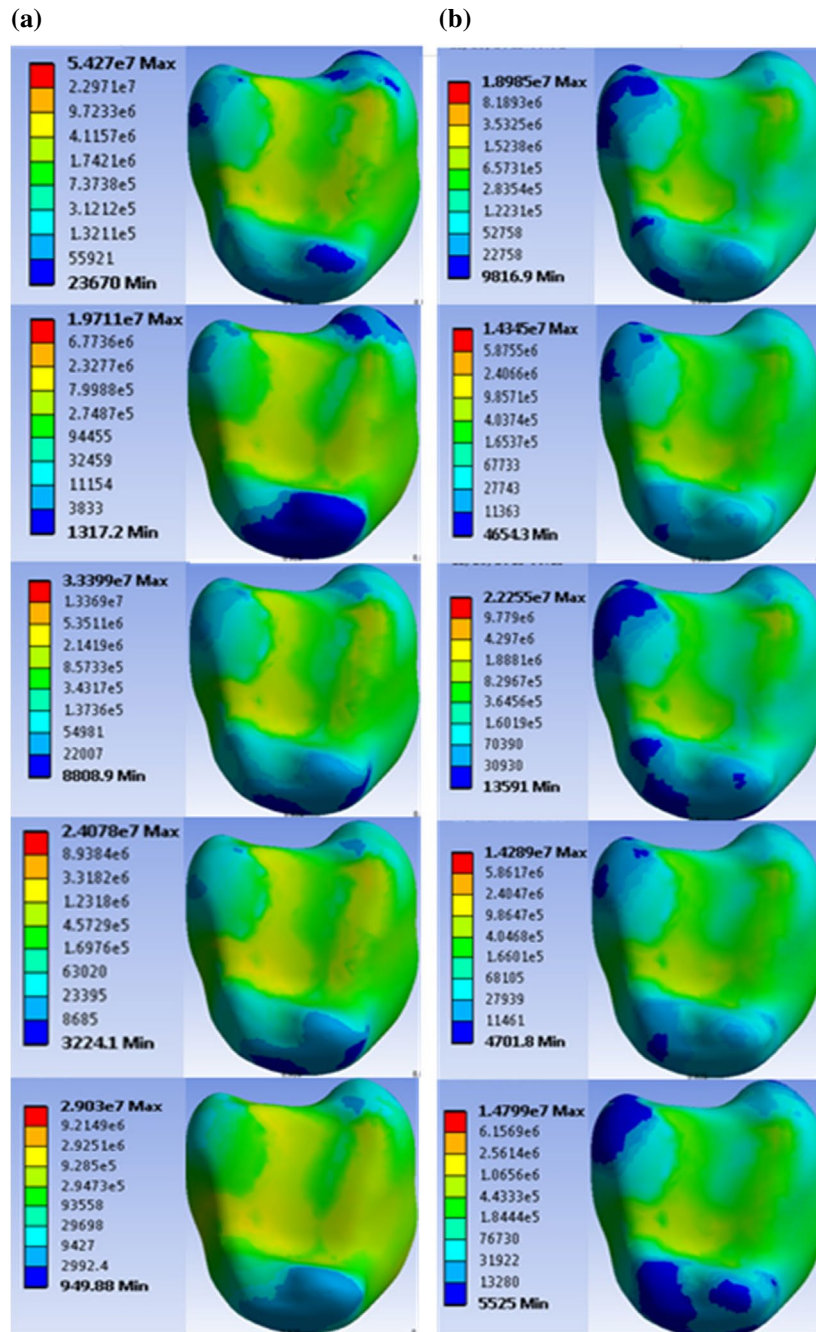 (a)
(b)
5.427e7 Max
2.2971e7
9.7233e6
4.1157e6
1.7421e6
7.3738e5
3.1212e5
1.3211e5
55921
23670 Min
1.8985e7 Max
8.1893e6
3.5325e6
1.5238e6
6.5731e5
2.8354e5
1.2231e5
52758
22758
9816.9 Min
1.9711e7 Max
6.7736e6
2.3277e6
7.9988e5
2.7487e5
94455
32459
11154
3833
1317.2 Min
1.4345e7 Max
5.8755e6
2.4066e6
9.8571e5
4.0374e5
1.6537e5
67733
27743
11363
4654.3 Min
3.3399e7 Max
1.3369e7
5.3511e6
2.1419e6
8.5733e5
3.4317e5
1.3736e5
54981
22007
8808.9 Min
2.2255e7 Max
9.779e6
4.297e6
1.8881e6
8.2967e5
3.6456e5
1.6019e5
70390
30930
13591 Min
2.4078e7 Max
8.9384e6
3.3182e6
1.2318e6
4.5729e5
1.6976e5
63020
23395
8685
3224.1 Min
1.4289e7 Max
5.8617e6
2.4047e6
9.8647e5
4.0468e5
1.6601e5
68105
27939
11461
4701.8 Min
2.903e7 Max
9.2149e6
2.9251e6
9.285e5
2.9473e5
93558
29698
9427
2992.4
949.88 Min
1.4799e7 Max
6.1569e6
2.5614e6
1.0656e6
4.4333e5
1.8444e5
76730
31922
13280
5525 Min